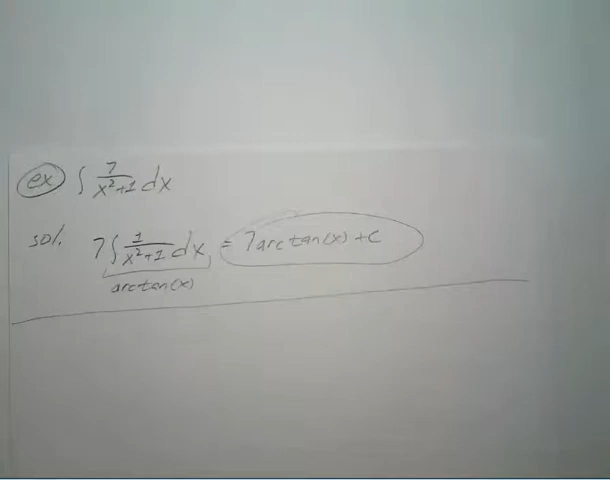 ex ∫ 7/(x²+1) dx
sol. 7 ∫ 1/(x²+1) dx = 7arctan(x)+C
arctan(x)